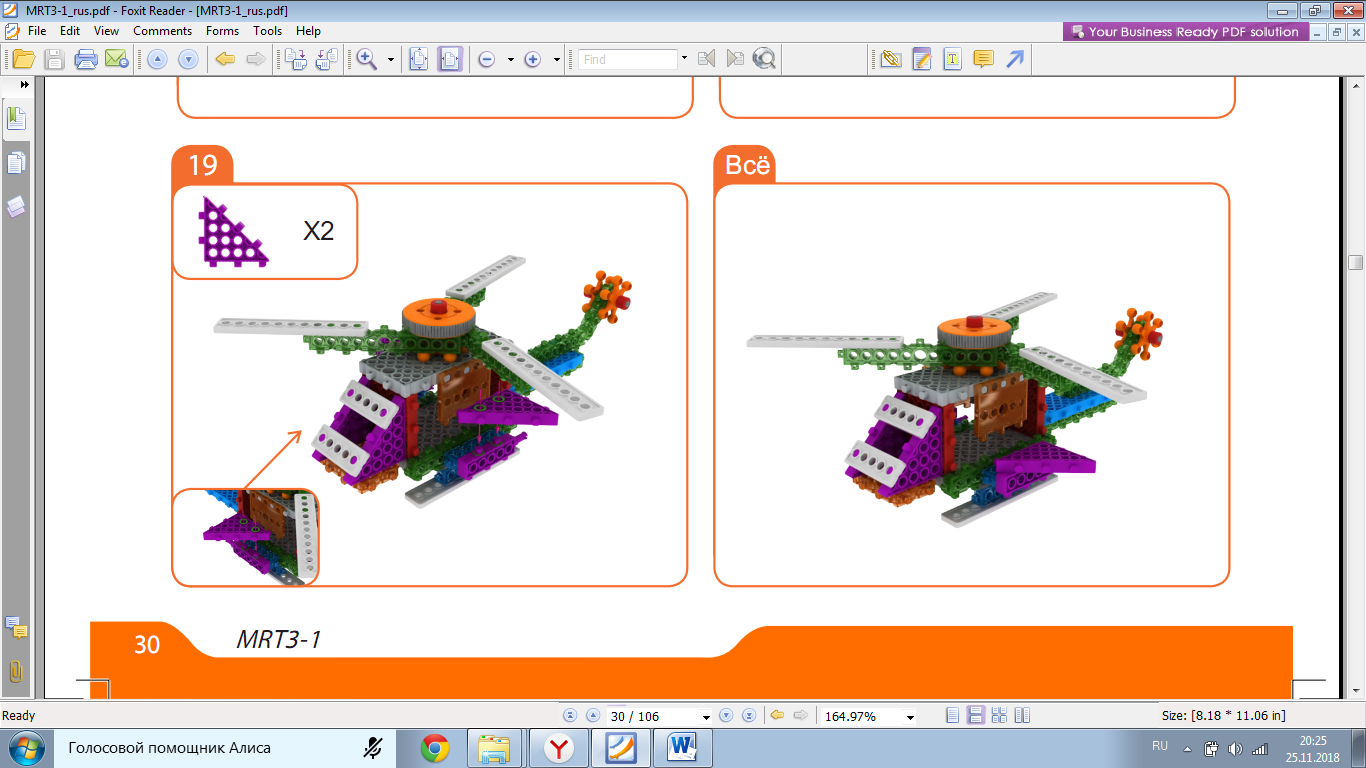 MRT3-1_rus.pdf - Foxit Reader - [MRT3-1_rus.pdf]
File Edit View Comments Forms Tools Help
Your Business Ready PDF solution
Find
19
X2
Всё
30
MRT3-1
Ready
30 / 106
164.97%
Size: [8.18 * 11.06 in]
Голосовой помощник Алиса
RU
20:25
25.11.2018